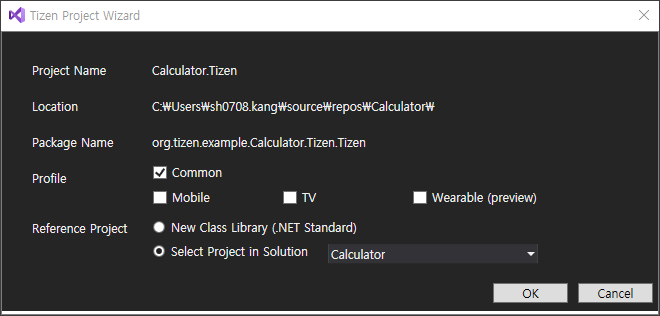 Tizen Project Wizard
Project Name Calculator.Tizen
Location C:₩Users₩sh0708.kang₩source₩repos₩Calculator₩
Package Name org.tizen.example.Calculator.Tizen.Tizen
Profile Common
Mobile TV Wearable (preview)
Reference Project New Class Library (.NET Standard)
Select Project in Solution Calculator
OK Cancel